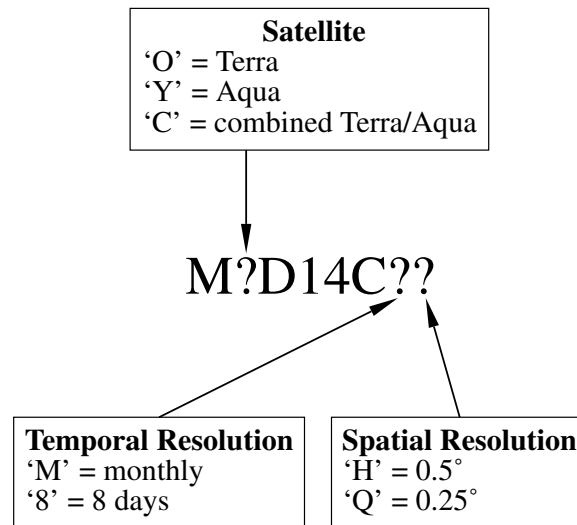 Satellite
‘O’ = Terra
‘Y’ = Aqua
‘C’ = combined Terra/Aqua
M?D14C??
Temporal Resolution
‘M’ = monthly
‘8’ = 8 days
Spatial Resolution
‘H’ = 0.5°
‘Q’ = 0.25°